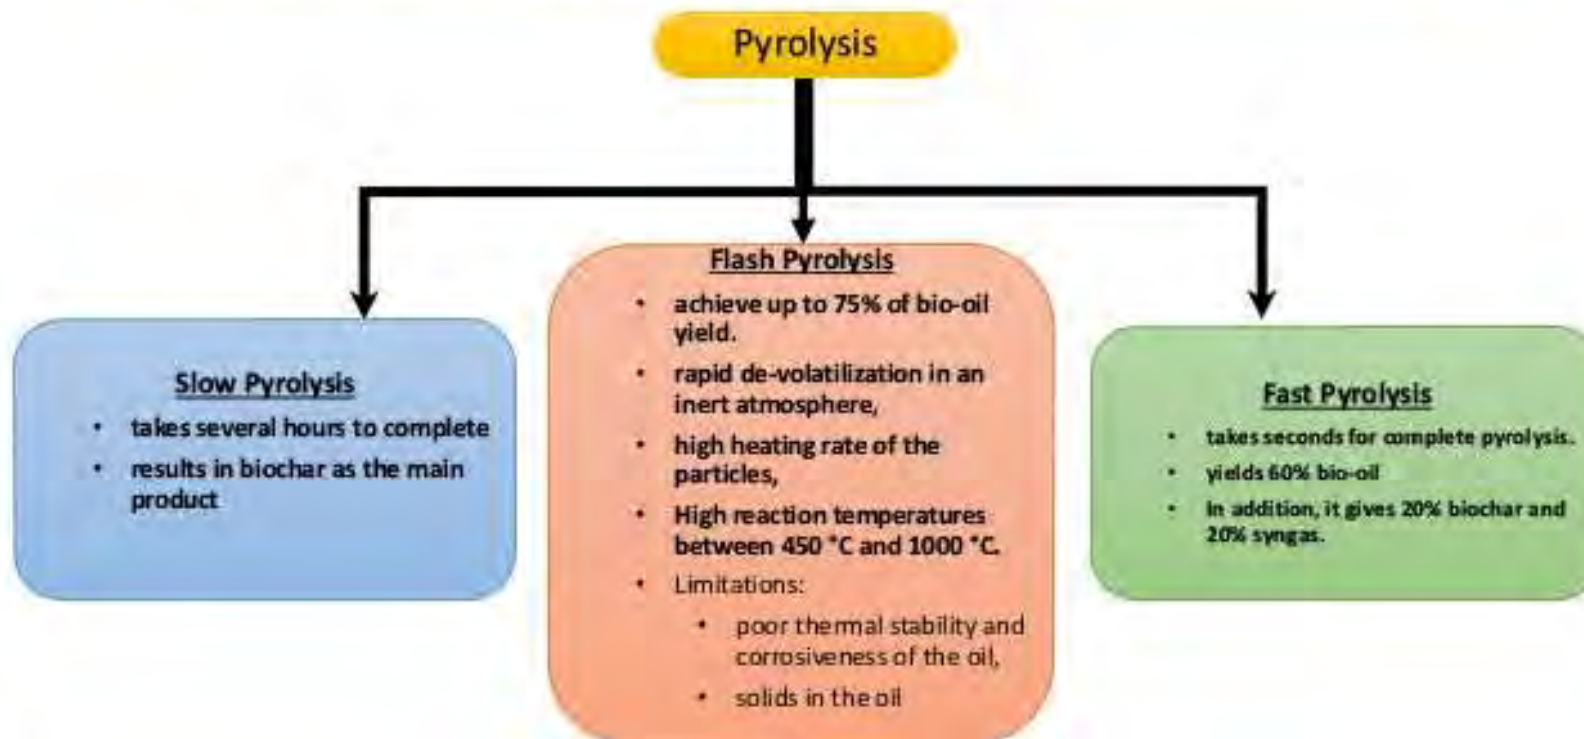 Pyrolysis
Slow Pyrolysis
• takes several hours to complete
• results in biochar as the main
product
Flash Pyrolysis
• achieve up to 75% of bio-oil
yield.
• rapid de-volatilization in an
inert atmosphere,
• high heating rate of the
particles,
• High reaction temperatures
between 450 °C and 1000 °C.
• Limitations:
• poor thermal stability and
corrosiveness of the oil,
• solids in the oil
Fast Pyrolysis
• takes seconds for complete pyrolysis.
• yields 60% bio-oil
• In addition, it gives 20% biochar and
20% syngas.